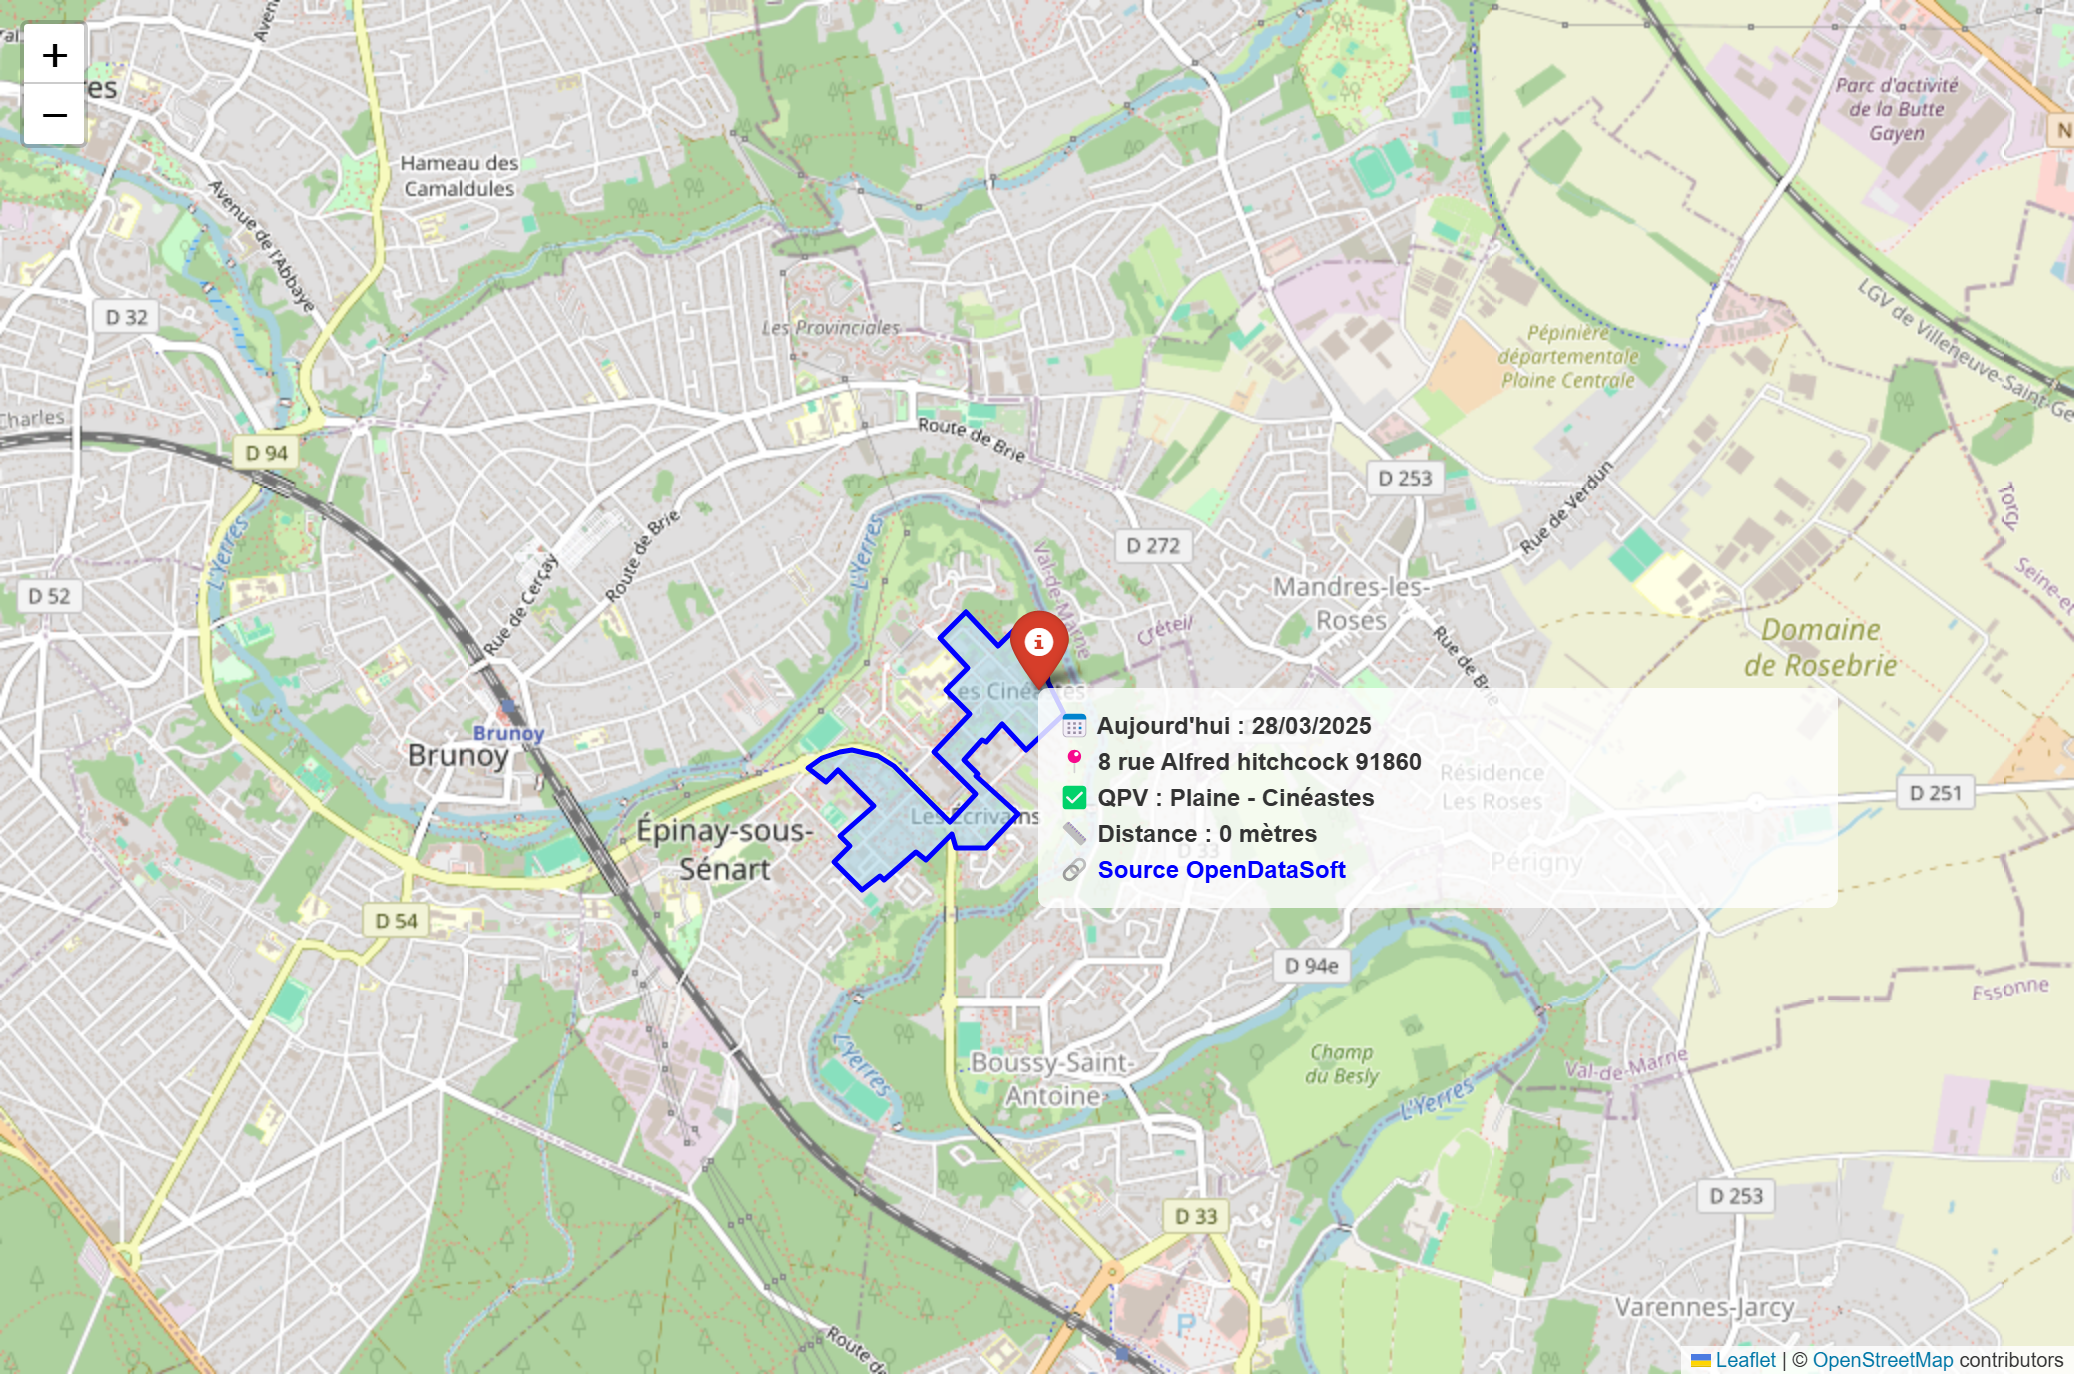 +
−
Hameau des
Camaldules
Avenue de l'Abbaye
Parc d'activité
de la Butte
Gayen
N
D 32
Les Provinciales
Pépinière
départementale
Plaine Centrale
LGV de Villeneuve-Saint-Ge
Charles
D 94
Route de Brie
D 253
Rue de Verdun
Torcy
L'Yerres
L'Yerres
Route de Brie
Rue de Cerçay
D 272
Val-de-Marne
Seine-et
D 52
Mandres-les-
Roses
Créteil
Domaine
de Rosebrie
Rue de B
Brunoy
Brunoy
Aujourd'hui : 28/03/2025
8 rue Alfred hitchcock 91860
QPV : Plaine - Cinéastes
Distance : 0 mètres
Source OpenDataSoft
Résidence
Les Roses
D 251
Épinay-sous-
Sénart
Les Écrivains
D 33
Périgny
D 54
D 94e
Essonne
L'Yerres
Boussy-Saint-
Antoine
Champ
du Besly
L'Yerres
Val-de-Marne
D 33
D 253
P
Varennes-Jarcy
Route de
Leaflet | © OpenStreetMap contributors